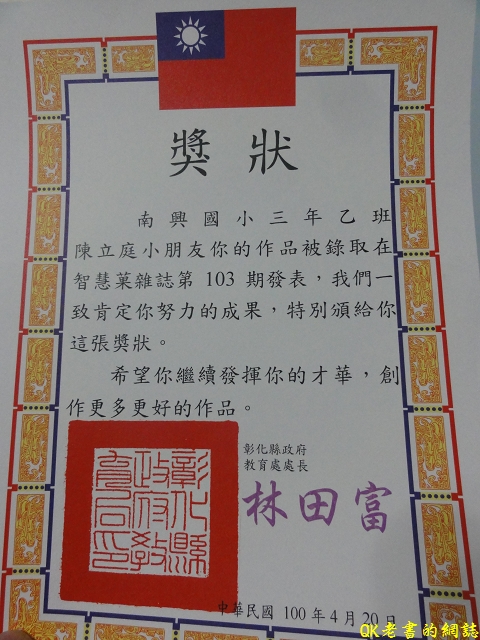 獎狀
南興國小三年乙班
陳立庭小朋友你的作品被錄取在
智慧菓雜誌第 103 期發表，我們一
致肯定你努力的成果，特別頒給你
這張獎狀。
希望你繼續發揮你的才華，創
作更多更好的作品。
彰化縣政府
教育處處長
林田富
彰化縣
政府教
育局印
中華民國 100 年 4 月 20 日
QK老書的網誌